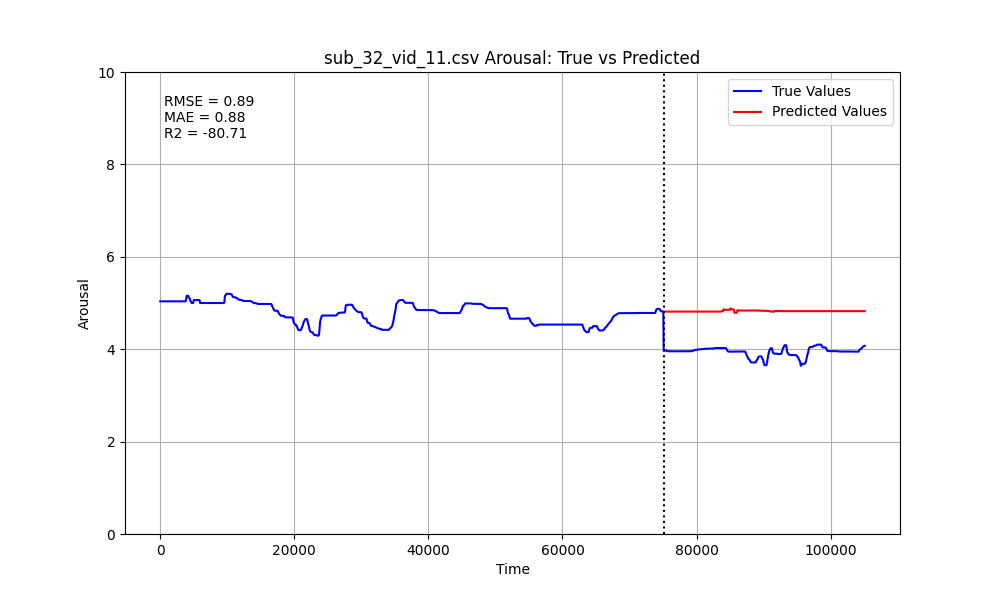 sub_32_vid_11.csv Arousal: True vs Predicted
RMSE = 0.89
MAE = 0.88
R2 = -80.71
True Values
Predicted Values
Arousal
10
8
6
4
2
0
0 20000 40000 60000 80000 100000
Time